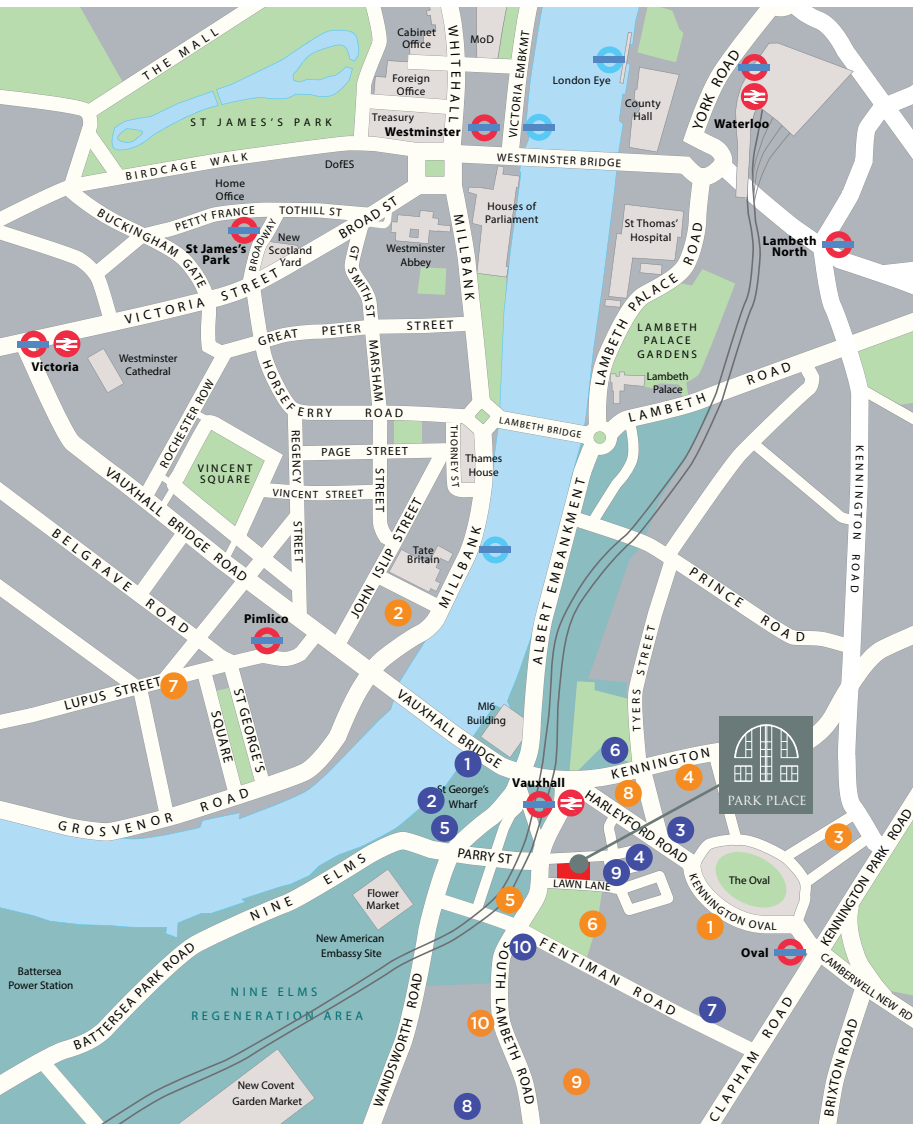 THE MALL
Cabinet
Office
WHITEHALL
MoD
VICTORIA EMBKMT
Foreign
Office
Treasury
Westminster
London Eye
County
Hall
YORK ROAD
Waterloo
ST JAMES'S PARK
BIRDCAGE WALK
DofES
WESTMINSTER BRIDGE
Home
Office
PETTY FRANCE
TOTHILL ST
BROAD ST
BUCKINGHAM GATE
St James's
Park
BROADWAY
New
Scotland
Yard
GT SMITH ST
Westminster
Abbey
MILLBANK
Houses of
Parliament
St Thomas'
Hospital
LAMBETH PALACE ROAD
Lambeth
North
VICTORIA STREET
GREAT PETER STREET
Victoria
Westminster
Cathedral
HORSEFERRY ROAD
MARSHAM STREET
LAMBETH
PALACE
GARDENS
Lambeth
Palace
LAMBETH ROAD
LAMBETH BRIDGE
ROCHESTER ROW
REGENCY STREET
PAGE STREET
THORNEY ST
Thames
House
VINCENT
SQUARE
VINCENT STREET
KENNINGTON ROAD
VAUXHALL BRIDGE ROAD
BELGRAVE ROAD
JOHN ISLIP STREET
Tate
Britain
MILLBANK
ALBERT EMBANKMENT
PRINCE ROAD
2
Pimlico
LUPUS STREET
7
ST GEORGE'S
SQUARE
TYERS STREET
MI6
Building
VAUXHALL BRIDGE
1
6
KENNINGTON
4
PARK PLACE
Vauxhall
2
St George's
Wharf
5
8
HARLEYFORD ROAD
3
3
GROSVENOR ROAD
PARRY ST
4
9
LAWN LANE
The Oval
KENNINGTON OVAL
KENNINGTON PARK ROAD
NINE ELMS
Flower
Market
5
6
1
Oval
New American
Embassy Site
10
FENTIMAN ROAD
CAMBERWELL NEW RD
Battersea
Power Station
BATTERSEA PARK ROAD
NINE ELMS
REGENERATION AREA
WANDSWORTH ROAD
SOUTH LAMBETH ROAD
7
10
CLAPHAM ROAD
BRIXTON ROAD
New Covent
Garden Market
9
8